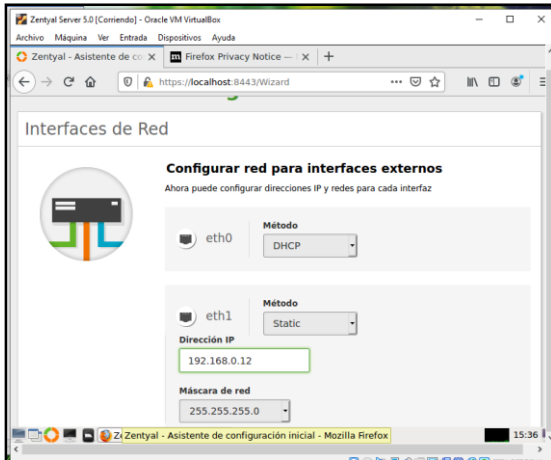 Zentyal Server 5.0 [Corriendo] - Oracle VM VirtualBox
Archivo Máquina Ver Entrada Dispositivos Ayuda
Zentyal - Asistente de co
Firefox Privacy Notice —
https://localhost:8443/Wizard
Interfaces de Red
Configurar red para interfaces externos
Ahora puede configurar direcciones IP y redes para cada interfaz
eth0
Método
DHCP
eth1
Método
Static
Dirección IP
192.168.0.12
Máscara de red
255.255.255.0
Zentyal - Asistente de configuración inicial - Mozilla Firefox
15:36